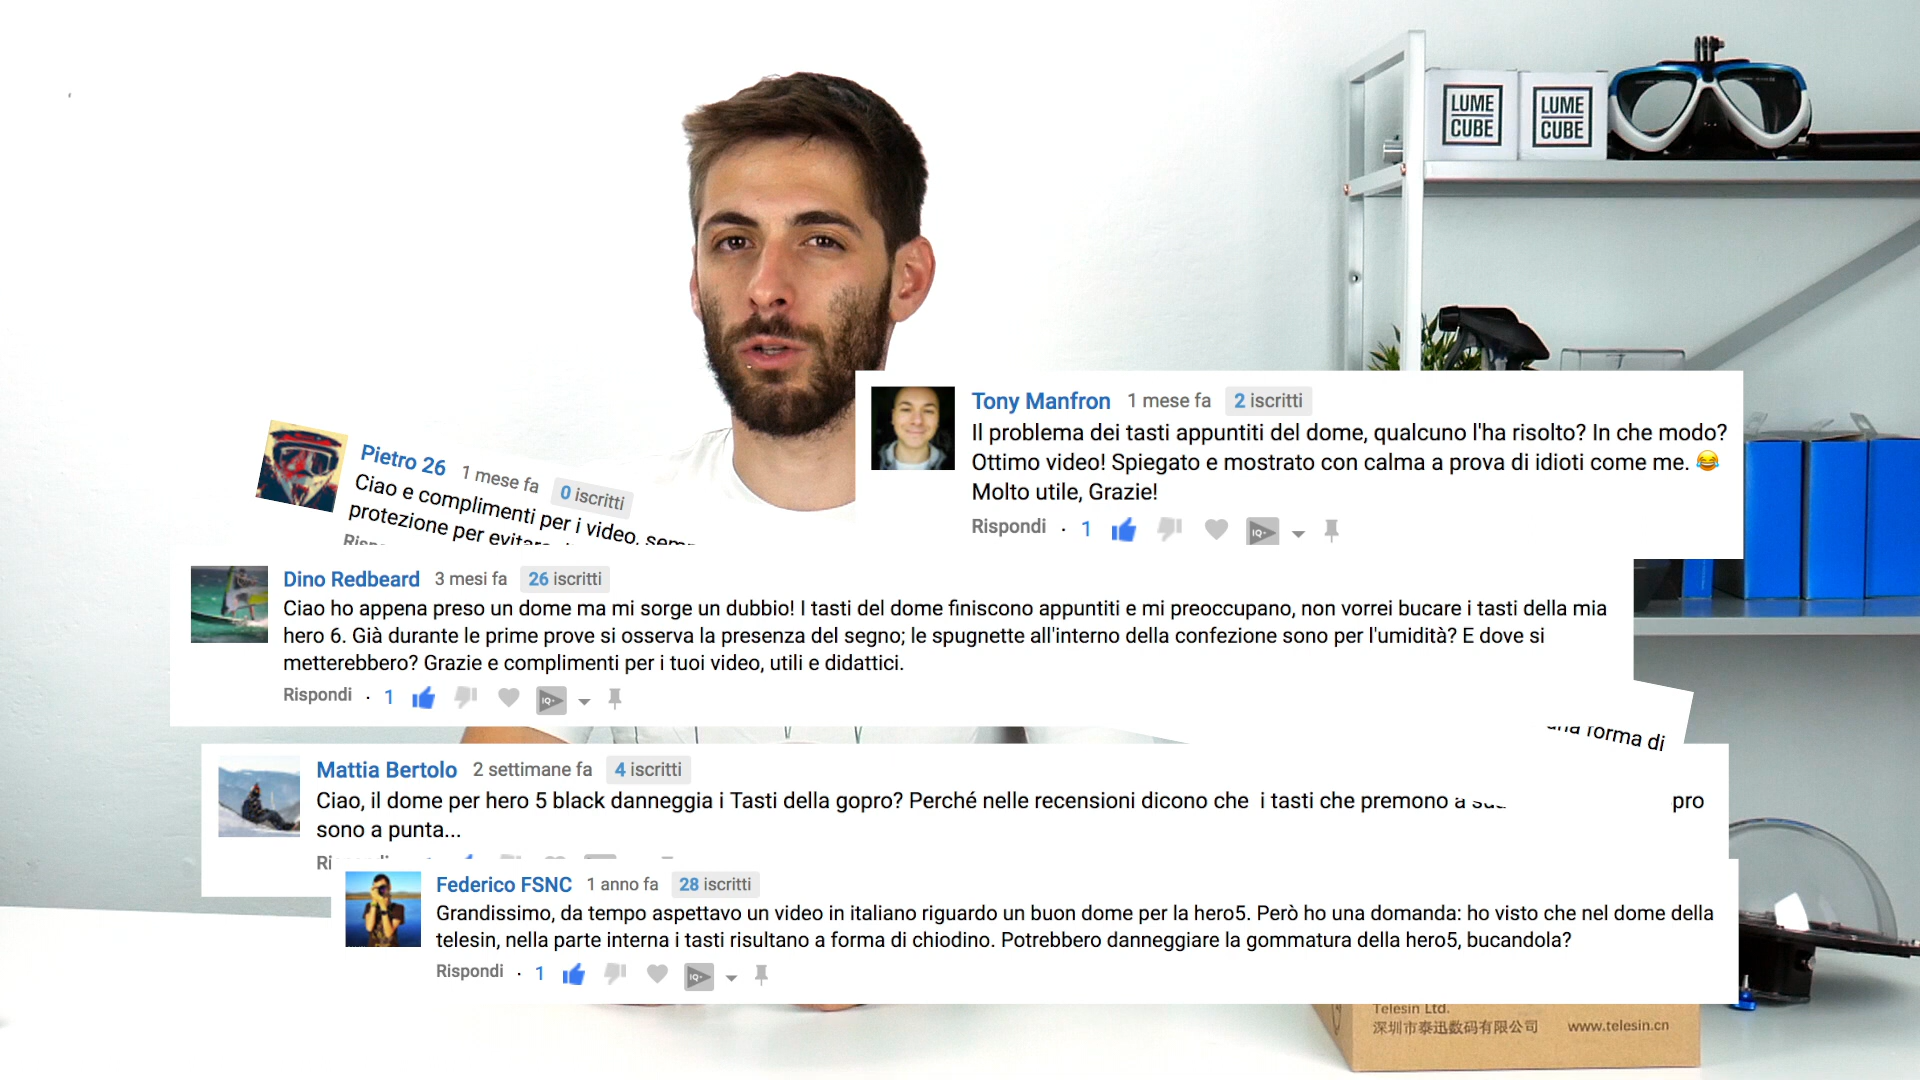 LUME
CUBE
LUME
CUBE
Tony Manfron 1 mese fa 2 iscritti
Il problema dei tasti appuntiti del dome, qualcuno l'ha risolto? In che modo?
Ottimo video! Spiegato e mostrato con calma a prova di idioti come me. 😂
Molto utile, Grazie!
Rispondi · 1
IQ+
Pietro 26 1 mese fa 0 iscritti
Ciao e complimenti per i video,
protezione per evitare
Dino Redbeard 3 mesi fa 26 iscritti
Ciao ho appena preso un dome ma mi sorge un dubbio! I tasti del dome finiscono appuntiti e mi preoccupano, non vorrei bucare i tasti della mia
hero 6. Già durante le prime prove si osserva la presenza del segno; le spugnette all'interno della confezione sono per l'umidità? E dove si
metterebbero? Grazie e complimenti per i tuoi video, utili e didattici.
Rispondi · 1
IQ+
una forma di
Mattia Bertolo 2 settimane fa 4 iscritti
Ciao, il dome per hero 5 black danneggia i Tasti della gopro? Perché nelle recensioni dicono che i tasti che premono a pro
sono a punta...
Federico FSNC 1 anno fa 28 iscritti
Grandissimo, da tempo aspettavo un video in italiano riguardo un buon dome per la hero5. Però ho una domanda: ho visto che nel dome della
telesin, nella parte interna i tasti risultano a forma di chiodino. Potrebbero danneggiare la gommatura della hero5, bucandola?
Rispondi · 1
IQ+
Telesin Ltd.
深圳市泰迅数码有限公司 www.telesin.cn